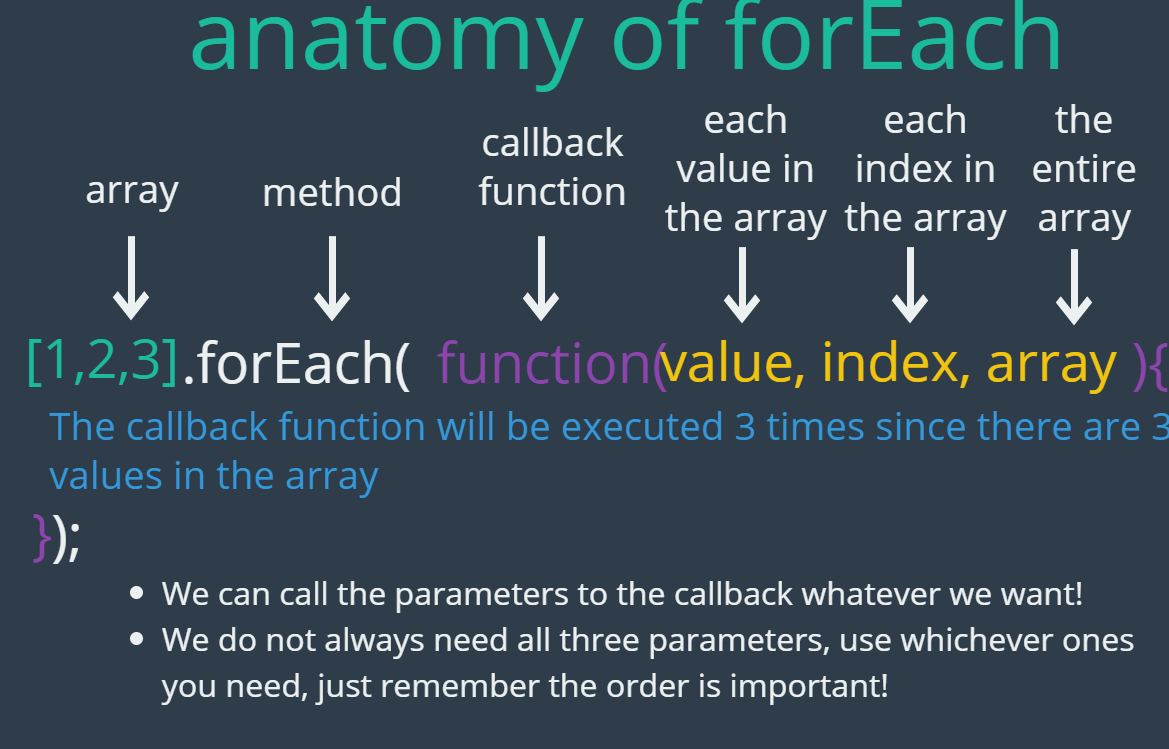 anatomy of forEach
array
method
callback
function
each
value in
the array
each
index in
the array
the
entire
array
[1,2,3].forEach( function(value, index, array ){
The callback function will be executed 3 times since there are 3
values in the array
});
• We can call the parameters to the callback whatever we want!
• We do not always need all three parameters, use whichever ones
you need, just remember the order is important!